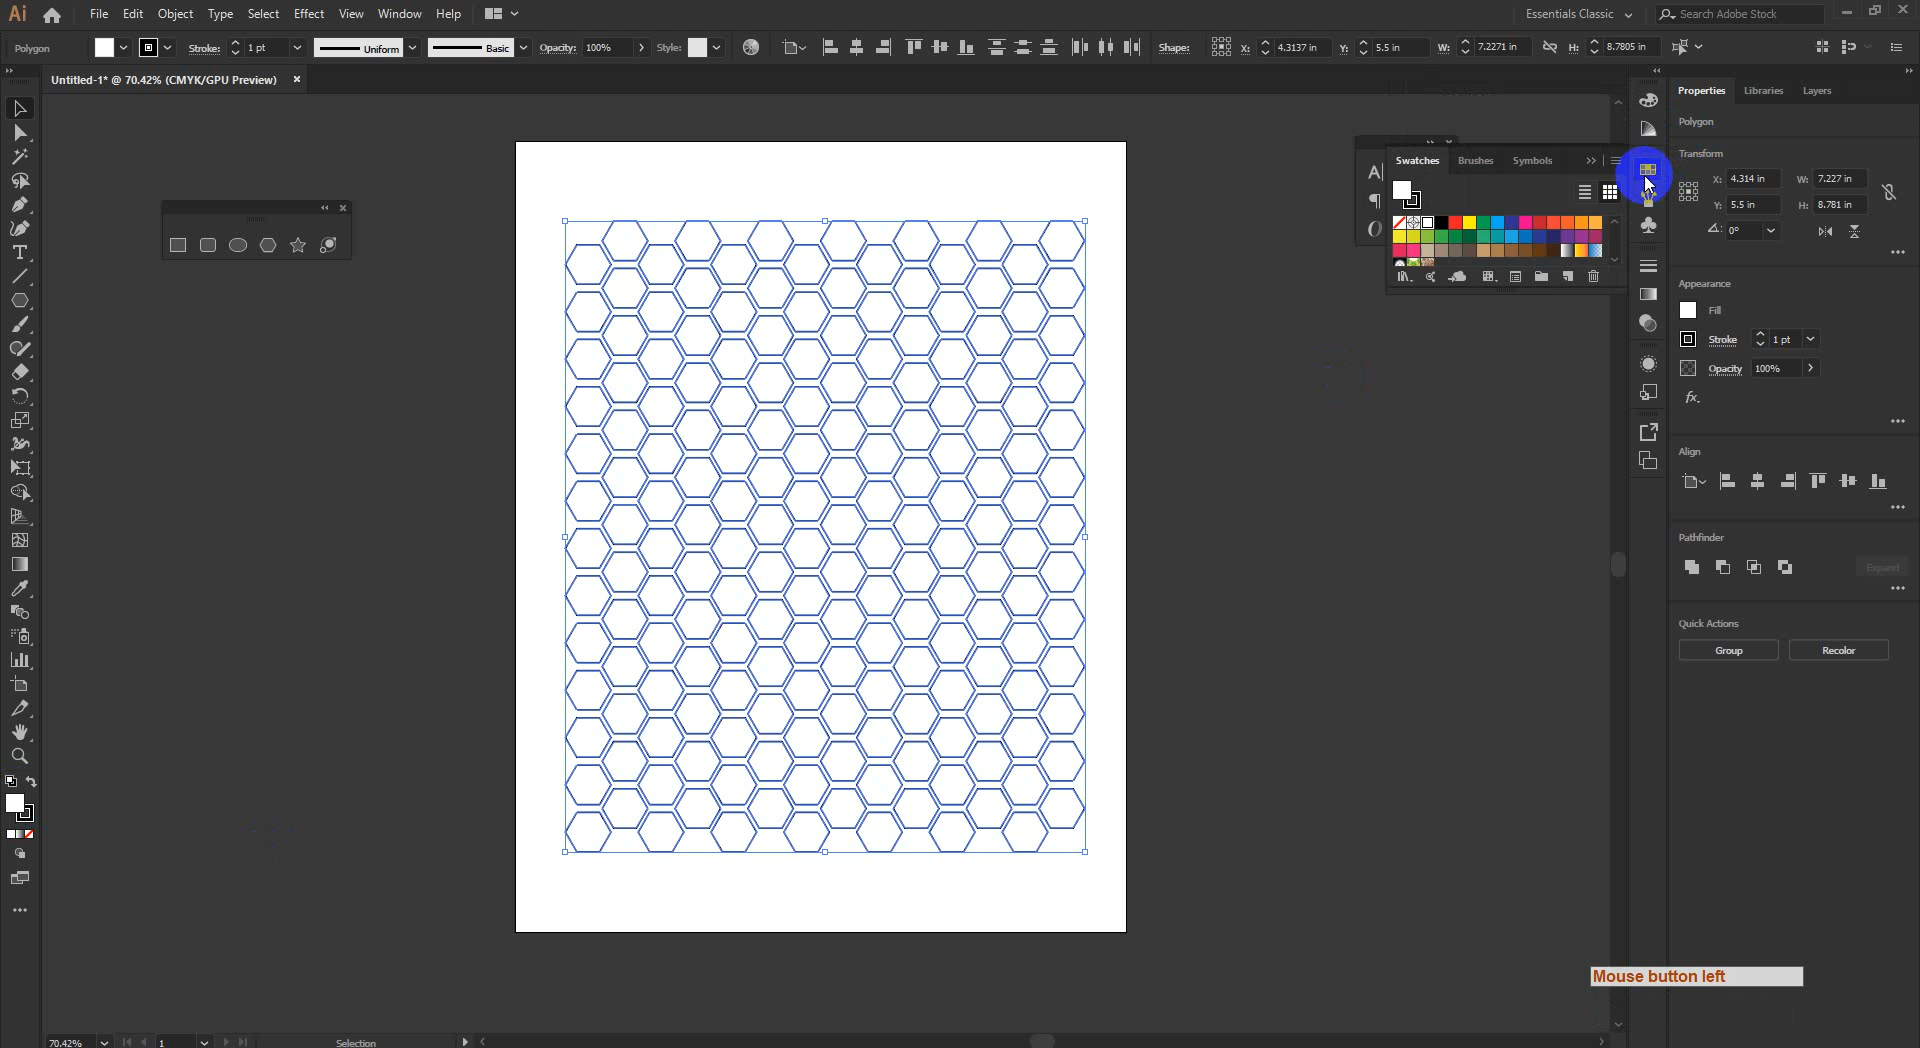 Ai File Edit Object Type Select Effect View Window Help Essentials Classic Search Adobe Stock
Polygon Stroke: 1 pt Uniform Basic Opacity: 100% Style: Shape: X: 4.3137 in Y: 5.5 in W: 7.2271 in H: 8.7805 in
Untitled-1* @ 70.42% (CMYK/GPU Preview)
Properties Libraries Layers
Polygon
Transform
X: 4.314 in W: 7.227 in
Y: 5.5 in H: 8.781 in
0°
Appearance
Fill
Stroke 1 pt
Opacity 100%
fx.
Align
Pathfinder
Expand
Quick Actions
Group Recolor
Swatches Brushes Symbols
Mouse button left
70.42% 1 Selection